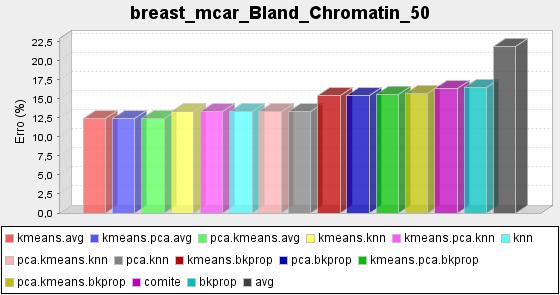 breast_mcar_Bland_Chromatin_50
22,5
20,0
17,5
15,0
12,5
10,0
7,5
5,0
2,5
0,0
Erro (%)
kmeans.avg kmeans.pca.avg pca.kmeans.avg kmeans.knn kmeans.pca.knn knn
pca.kmeans.knn pca.knn kmeans.bkprop pca.bkprop kmeans.pca.bkprop
pca.kmeans.bkprop comite bkprop avg